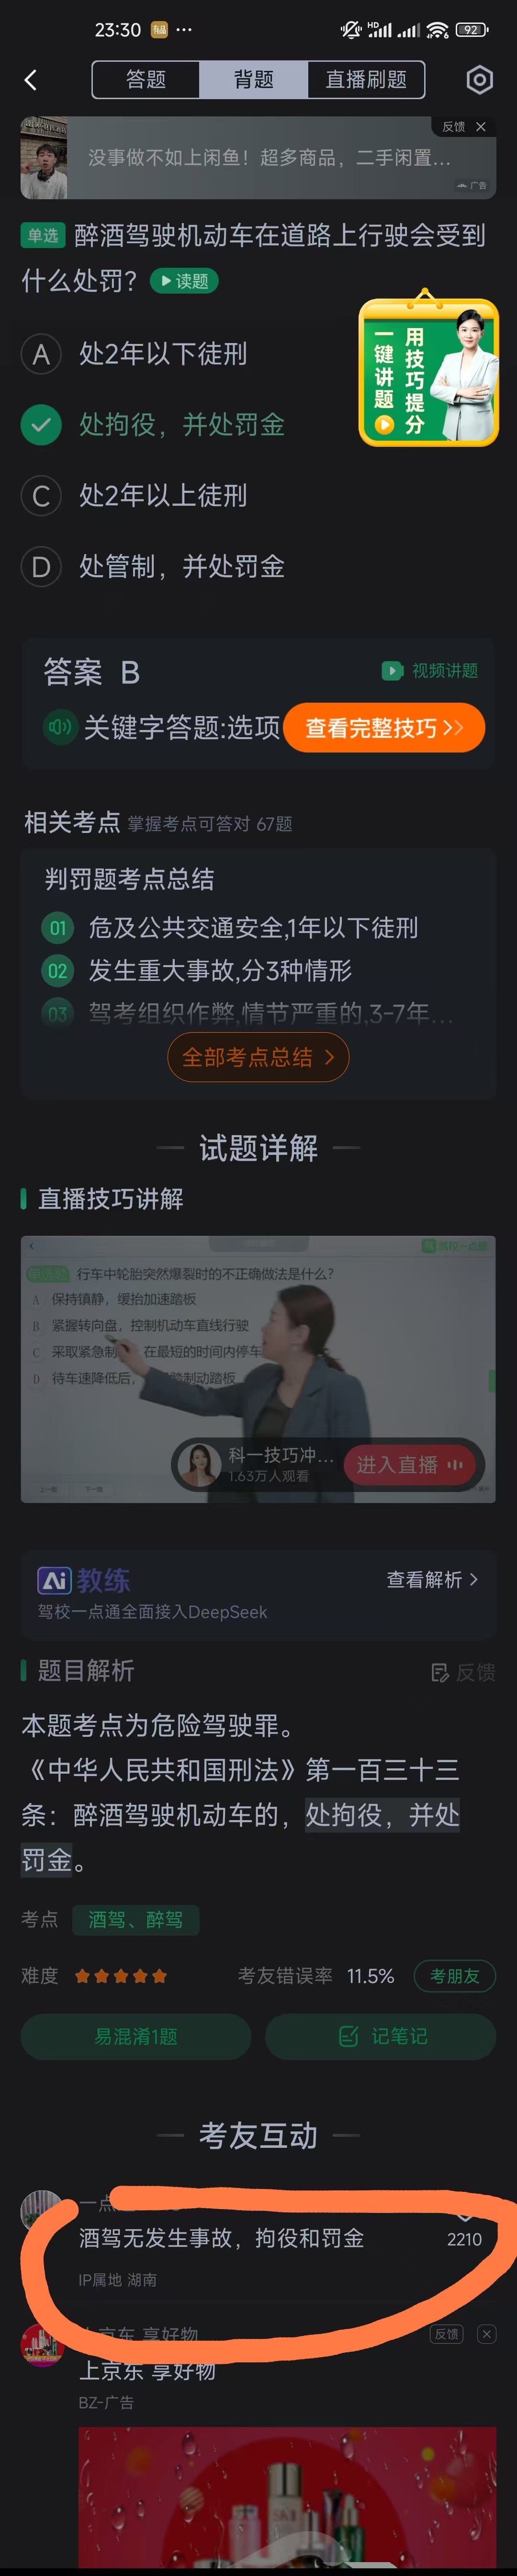 23:30 有品 ···
HD
6
92
答题
背题
直播刷题
反馈 ×
没事做不如上闲鱼！超多商品，二手闲置...
广告
单选 醉酒驾驶机动车在道路上行驶会受到
什么处罚？ 读题
一键讲题
用技巧提分
A 处2年以下徒刑
处拘役，并处罚金
C 处2年以上徒刑
D 处管制，并处罚金
答案 B
视频讲题
关键字答题:选项
查看完整技巧
相关考点 掌握考点可答对 67题
判罚题考点总结
01 危及公共交通安全,1年以下徒刑
02 发生重大事故,分3种情形
03 驾考组织作弊,情节严重的,3-7年...
全部考点总结
试题详解
直播技巧讲解
驾校一点通
行车中轮胎突然爆裂时的不正确做法是什么？
A 保持镇静，缓抬加速踏板
B 紧握转向盘，控制机动车直线行驶
C 采取紧急制 在最短的时间内停车
D 待车速降低后， 制动踏板
科一技巧冲...
1.63万人观看
进入直播
上一题 下一题
Ai 教练
查看解析
驾校一点通全面接入DeepSeek
题目解析
反馈
本题考点为危险驾驶罪。
《中华人民共和国刑法》第一百三十三
条：醉酒驾驶机动车的，处拘役，并处
罚金。
考点 酒驾、醉驾
难度
考友错误率 11.5%
考朋友
易混淆1题
记笔记
考友互动
一点
酒驾无发生事故，拘役和罚金
2210
IP属地 湖南
上京东 享好物
反馈 ×
上京东 享好物
BZ-广告